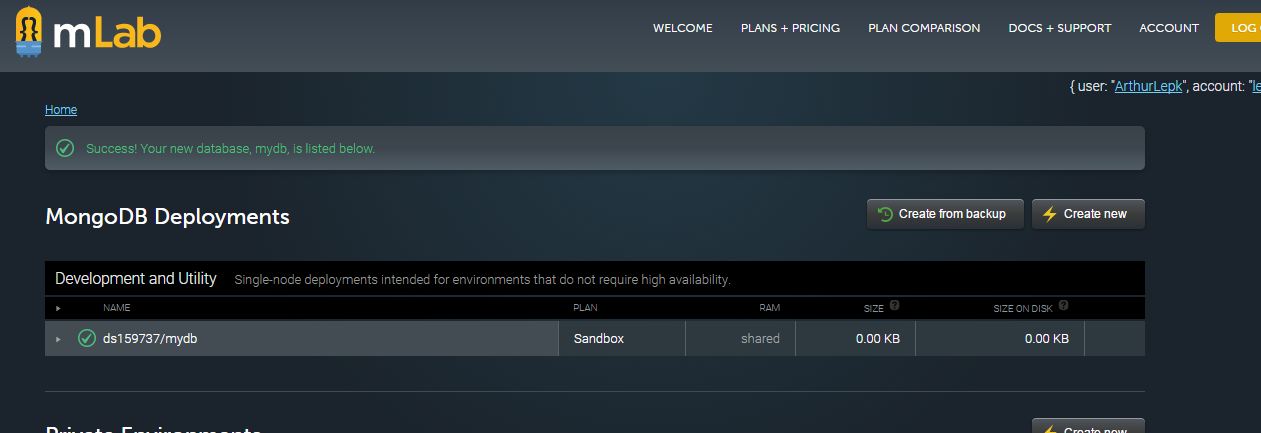 mLab
WELCOME PLANS + PRICING PLAN COMPARISON DOCS + SUPPORT ACCOUNT LOG
{ user: "ArthurLepk", account: "le
Home
Success! Your new database, mydb, is listed below.
MongoDB Deployments Create from backup Create new
Development and Utility Single-node deployments intended for environments that do not require high availability.
NAME PLAN RAM SIZE ? SIZE ON DISK ?
ds159737/mydb Sandbox shared 0.00 KB 0.00 KB
Private Environments Create new